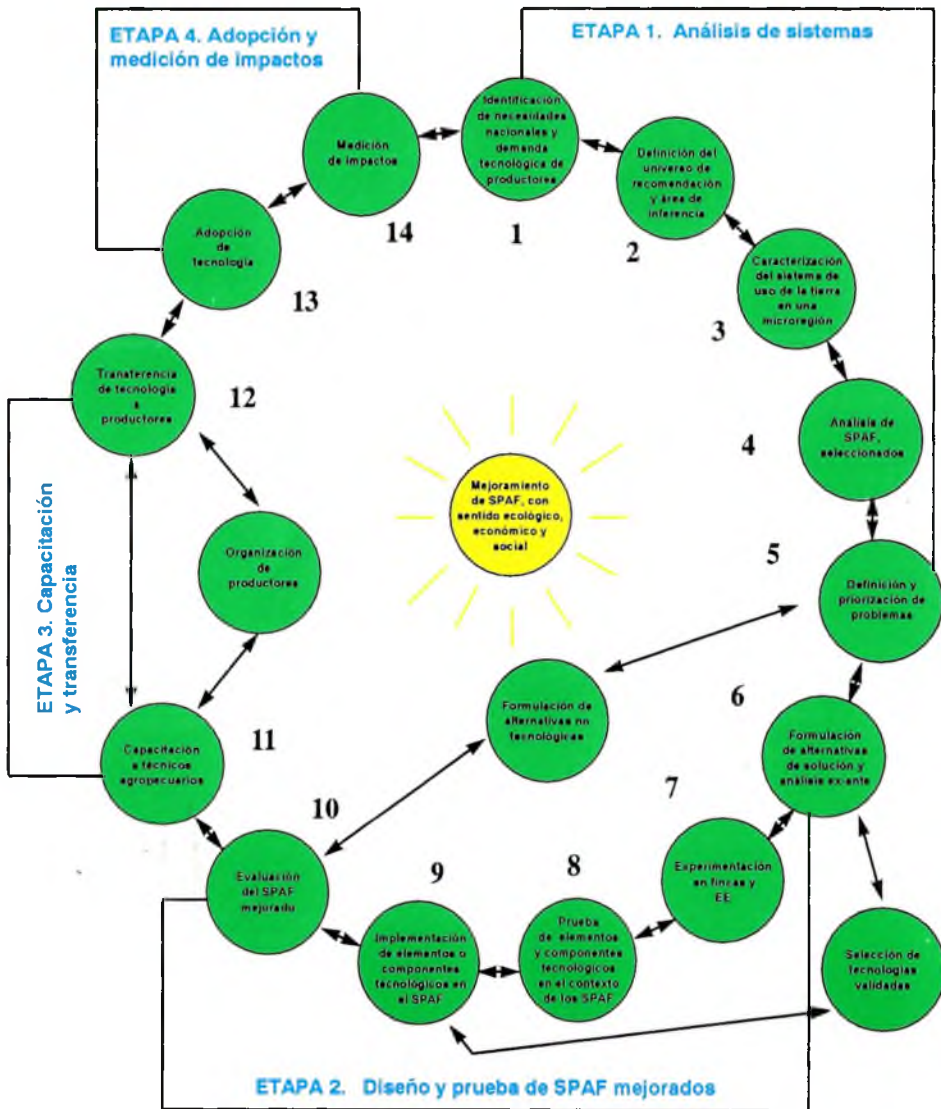 ETAPA 4. Adopción y
medición de impactos
ETAPA 1. Análisis de sistemas
Identificación
de necesidades
nacionales y
demanda
tecnológica de
productores
1
Definición del
universo de
recomendación
y área de
inferencia
2
Caracterización
del sistema de
uso de la tierra
en una
microregión
3
Análisis de
SPAF,
seleccionados
4
Definición y
priorización de
problemas
5
Formulación
de alternativas
de solución y
análisis ex-ante
6
Experimentación
en fincas y
EE
7
Prueba
de elementos
y componentes
tecnológicos
en el contexto
de los SPAF
8
Implementación
de elementos o
componentes
tecnológicos en
el SPAF
9
Evaluación
del SPAF
mejorado
10
Capacitación
a técnicos
agropecuarios
11
Transferencia
de tecnología
a
productores
12
Adopción
de
tecnología
13
Medición
de impactos
14
Organización
de
productores
Mejoramiento
de SPAF, con
sentido ecológico,
económico y
social
Formulación de
alternativas no
tecnológicas
Selección de
tecnologías
validadas
ETAPA 3. Capacitación
y transferencia
ETAPA 2. Diseño y prueba de SPAF mejorados